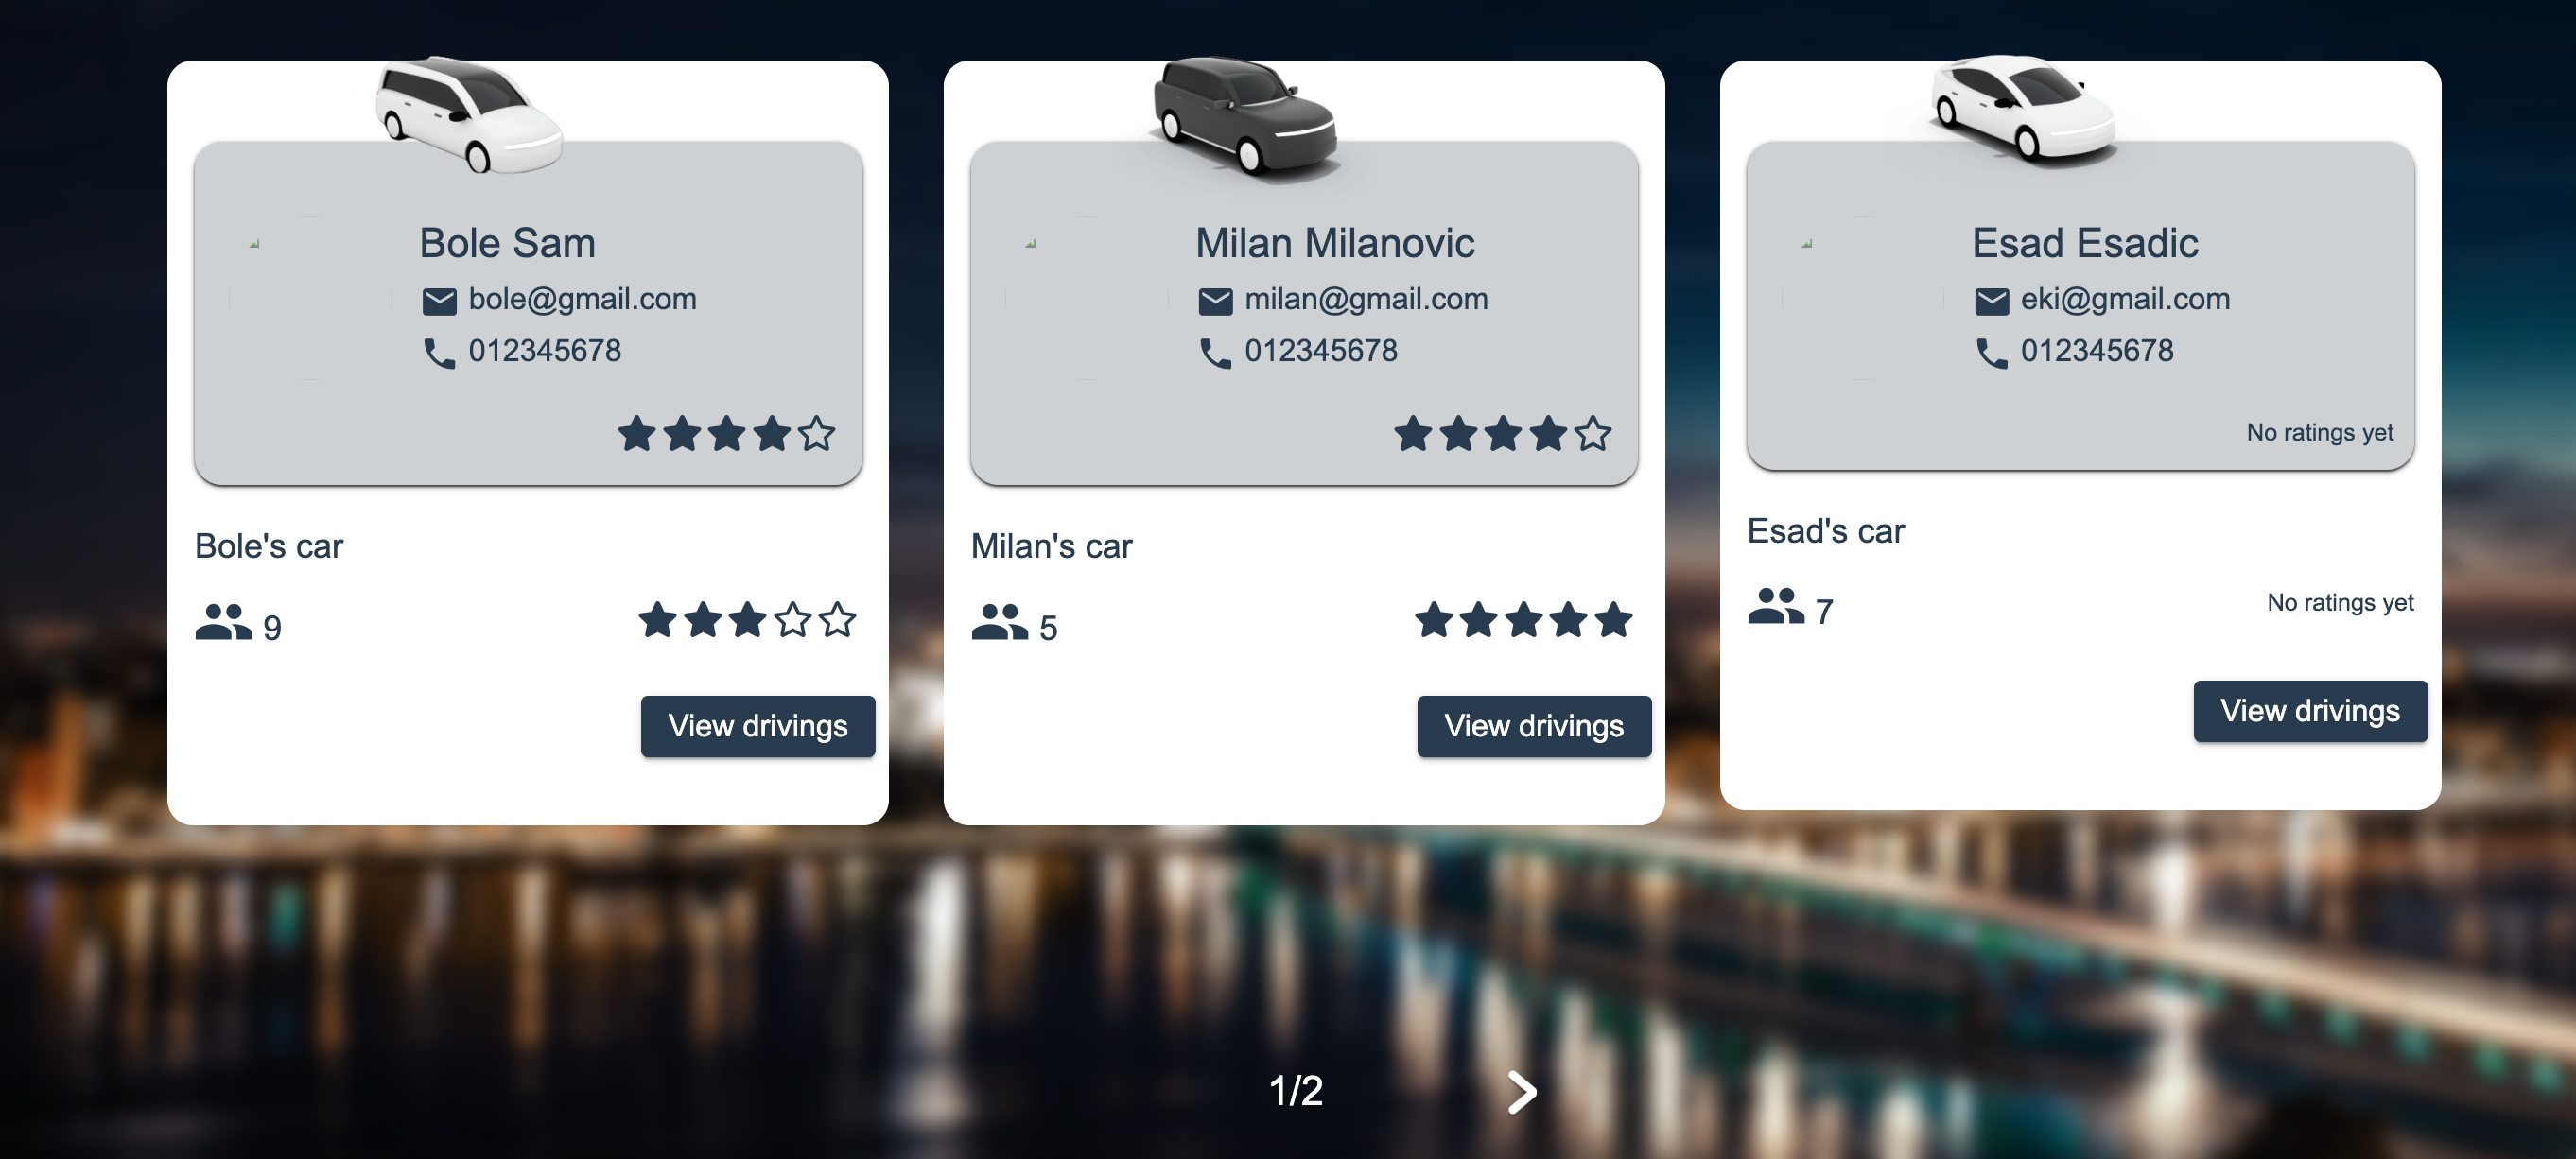 Bole Sam
bole@gmail.com
012345678
Bole's car
9
View drivings
Milan Milanovic
milan@gmail.com
012345678
Milan's car
5
View drivings
Esad Esadic
eki@gmail.com
012345678
No ratings yet
Esad's car
7
No ratings yet
View drivings
1/2